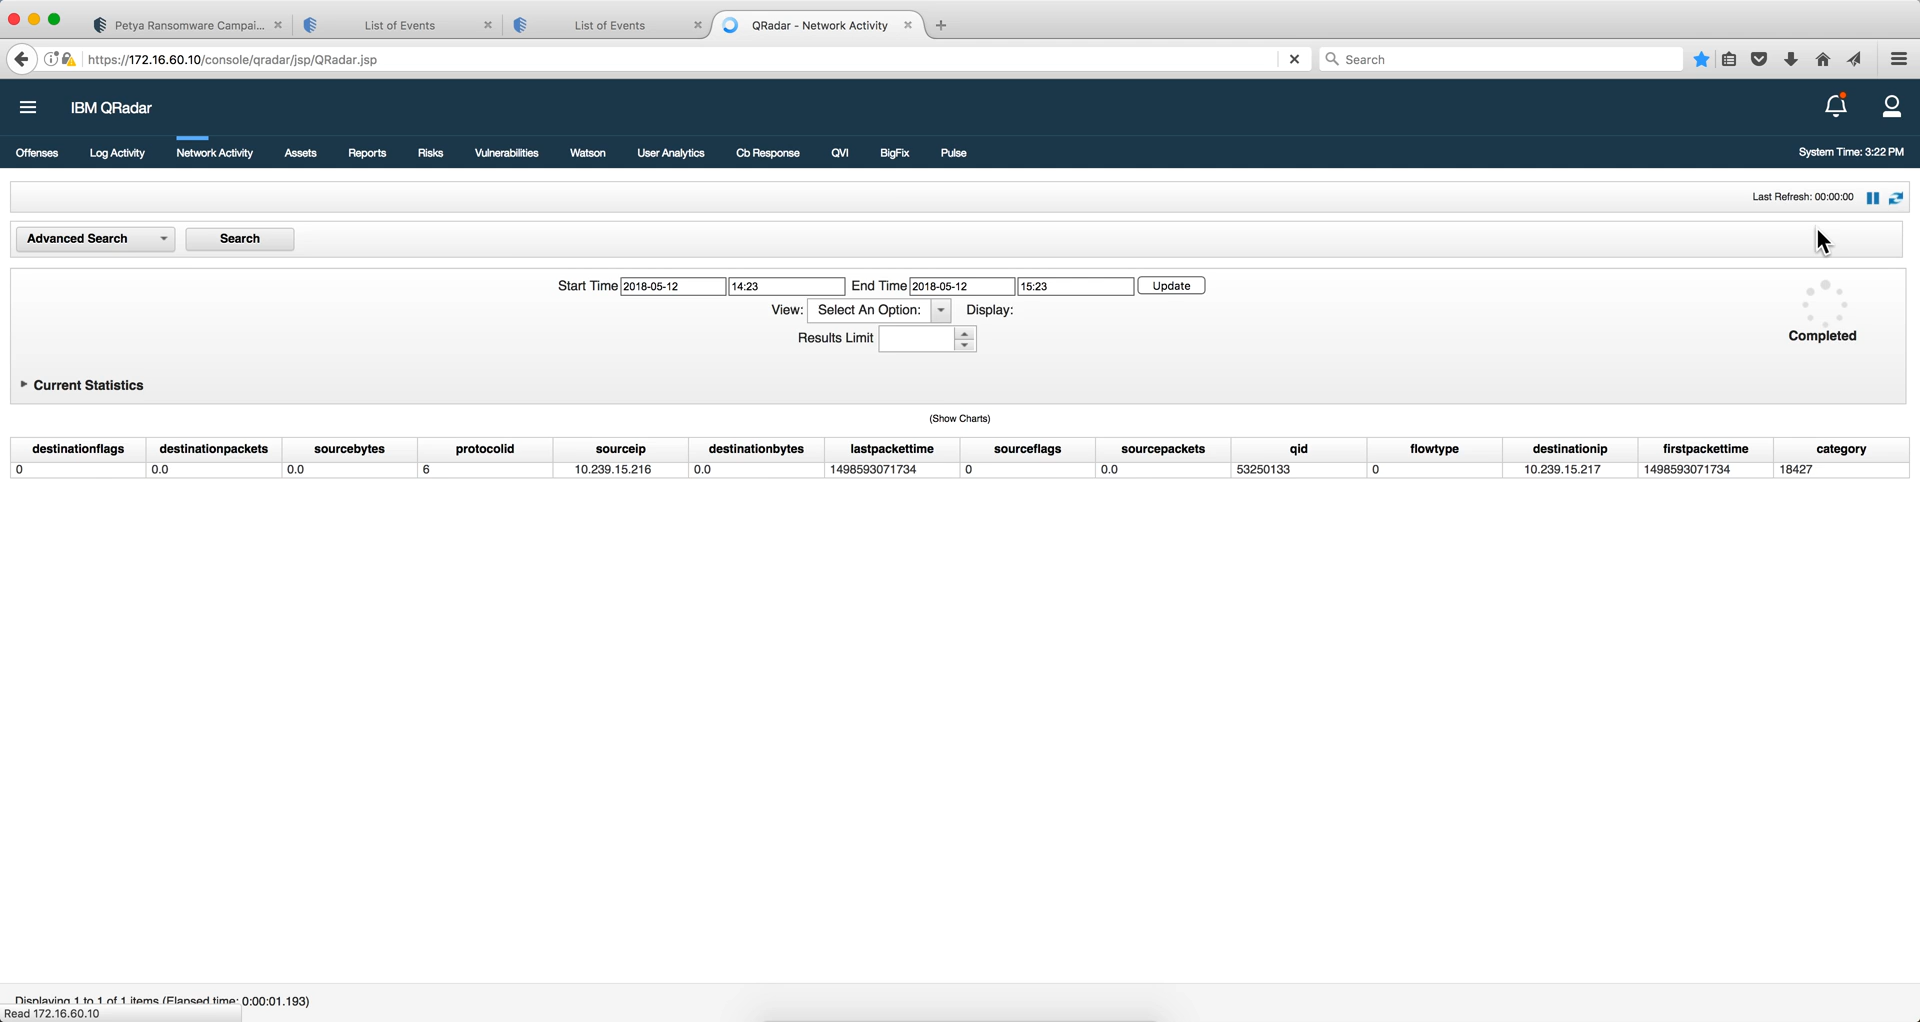 Petya Ransomware Campai...
List of Events
List of Events
QRadar - Network Activity
https://172.16.60.10/console/qradar/jsp/QRadar.jsp
Search
IBM QRadar
Offenses Log Activity Network Activity Assets Reports Risks Vulnerabilities Watson User Analytics Cb Response QVI BigFix Pulse System Time: 3:22 PM
Last Refresh: 00:00:00
Advanced Search Search
Start Time 2018-05-12 14:23 End Time 2018-05-12 15:23 Update
View: Select An Option: Display:
Results Limit
Completed
Current Statistics
(Show Charts)
destinationflags destinationpackets sourcebytes protocolid sourceip destinationbytes lastpackettime sourceflags sourcepackets qid flowtype destinationip firstpackettime category
0 0.0 0.0 6 10.239.15.216 0.0 1498593071734 0 0.0 53250133 0 10.239.15.217 1498593071734 18427
Displaying 1 to 1 of 1 items (Elapsed time: 0:00:01.193)
Read 172.16.60.10